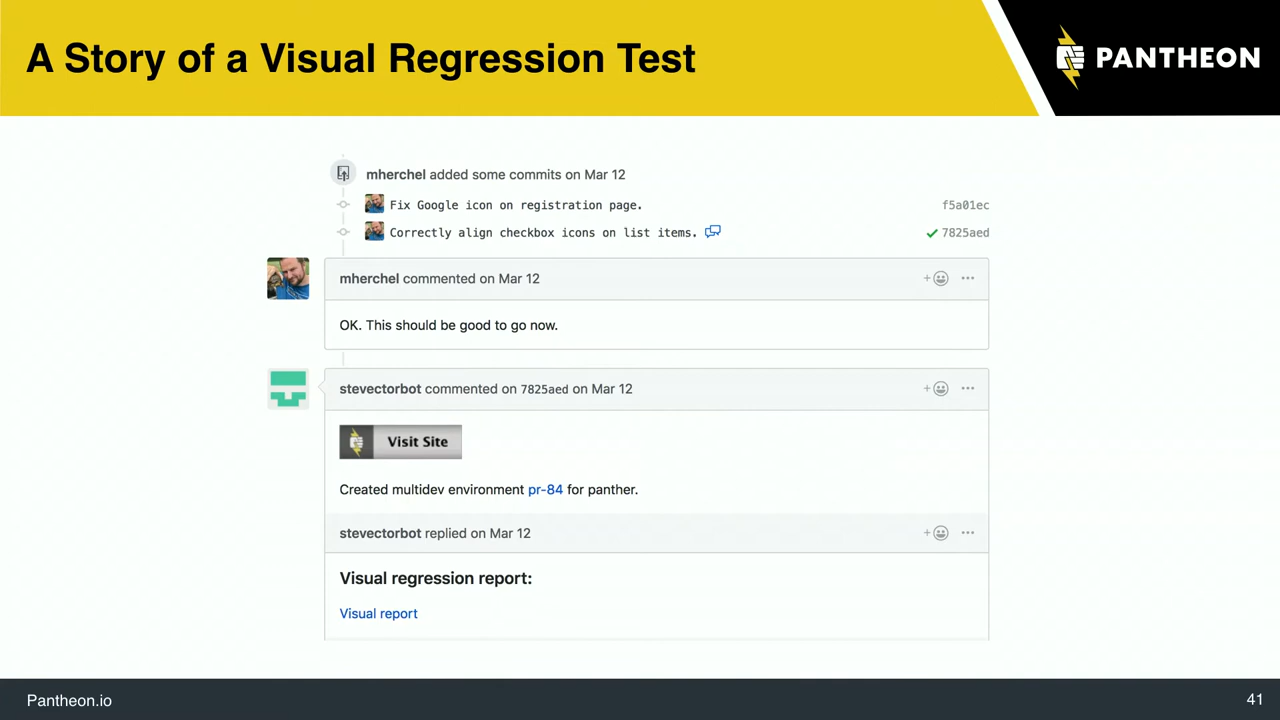 A Story of a Visual Regression Test
PANTHEON
mherchel added some commits on Mar 12
Fix Google icon on registration page. f5a01ec
Correctly align checkbox icons on list items. 7825aed
mherchel commented on Mar 12
OK. This should be good to go now.
stevectorbot commented on 7825aed on Mar 12
Visit Site
Created multidev environment pr-84 for panther.
stevectorbot replied on Mar 12
Visual regression report:
Visual report
Pantheon.io 41